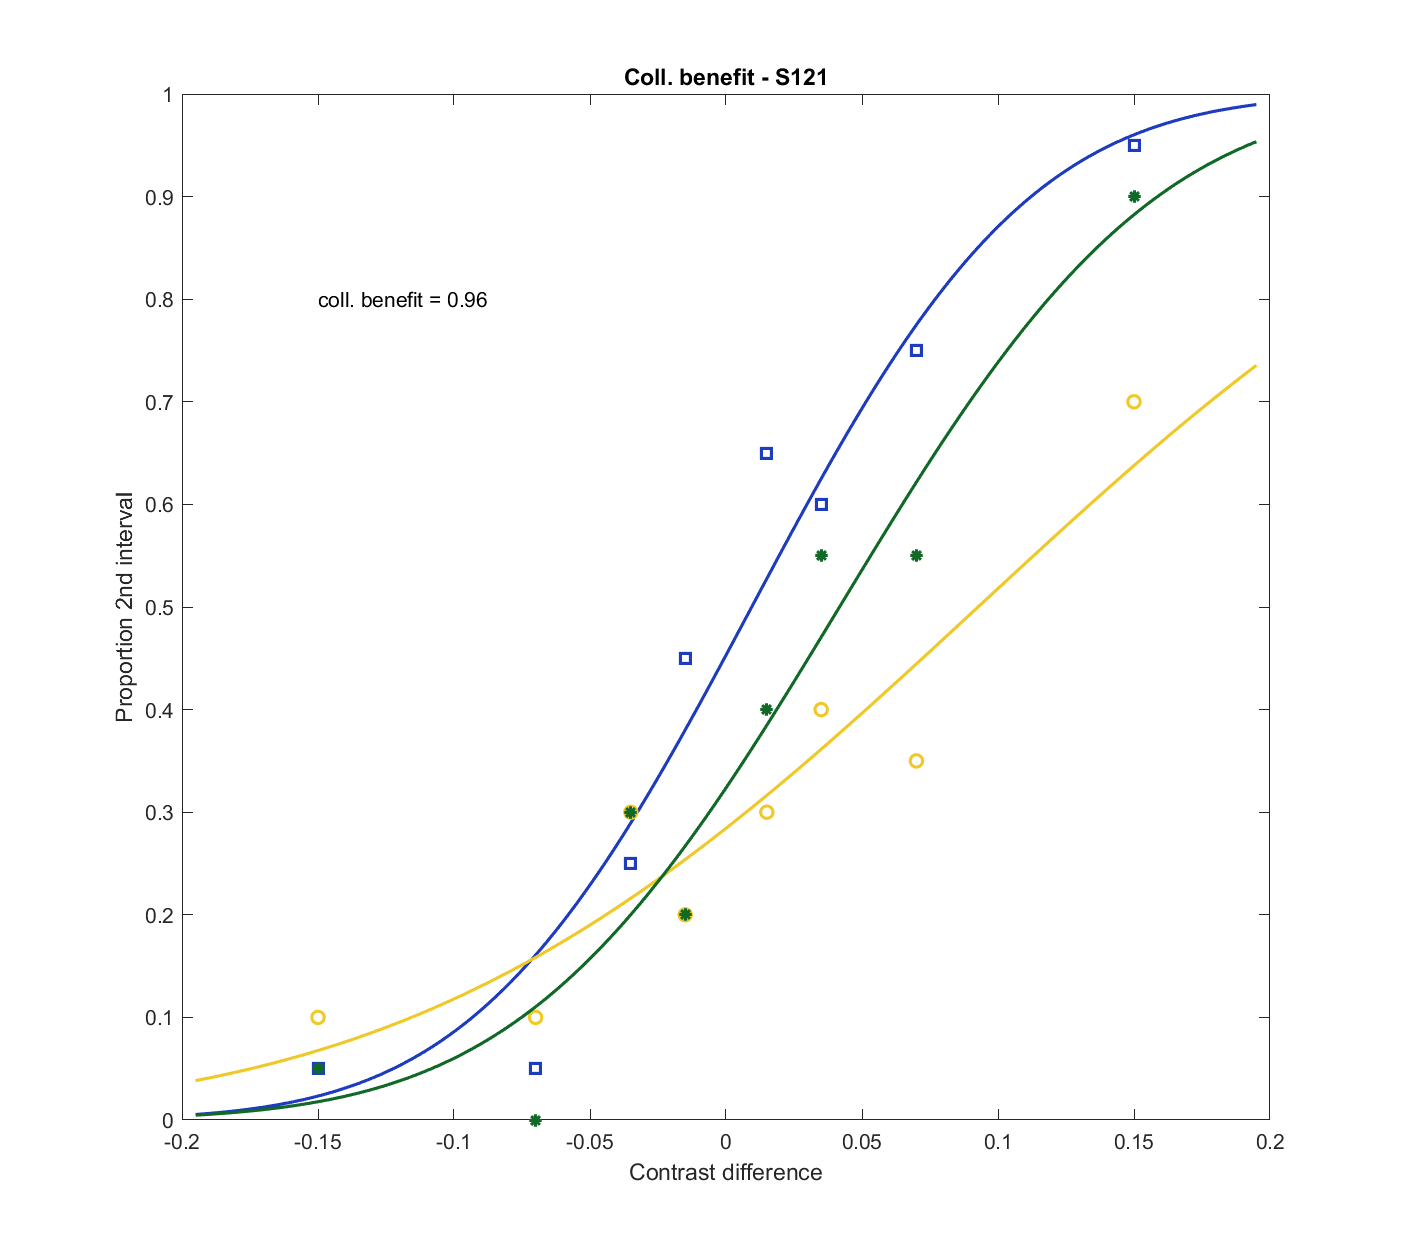 Coll. benefit - S121
1
0.9
0.8
0.7
0.6
0.5
0.4
0.3
0.2
0.1
0
coll. benefit = 0.96
Proportion 2nd interval
-0.2 -0.15 -0.1 -0.05 0 0.05 0.1 0.15 0.2
Contrast difference